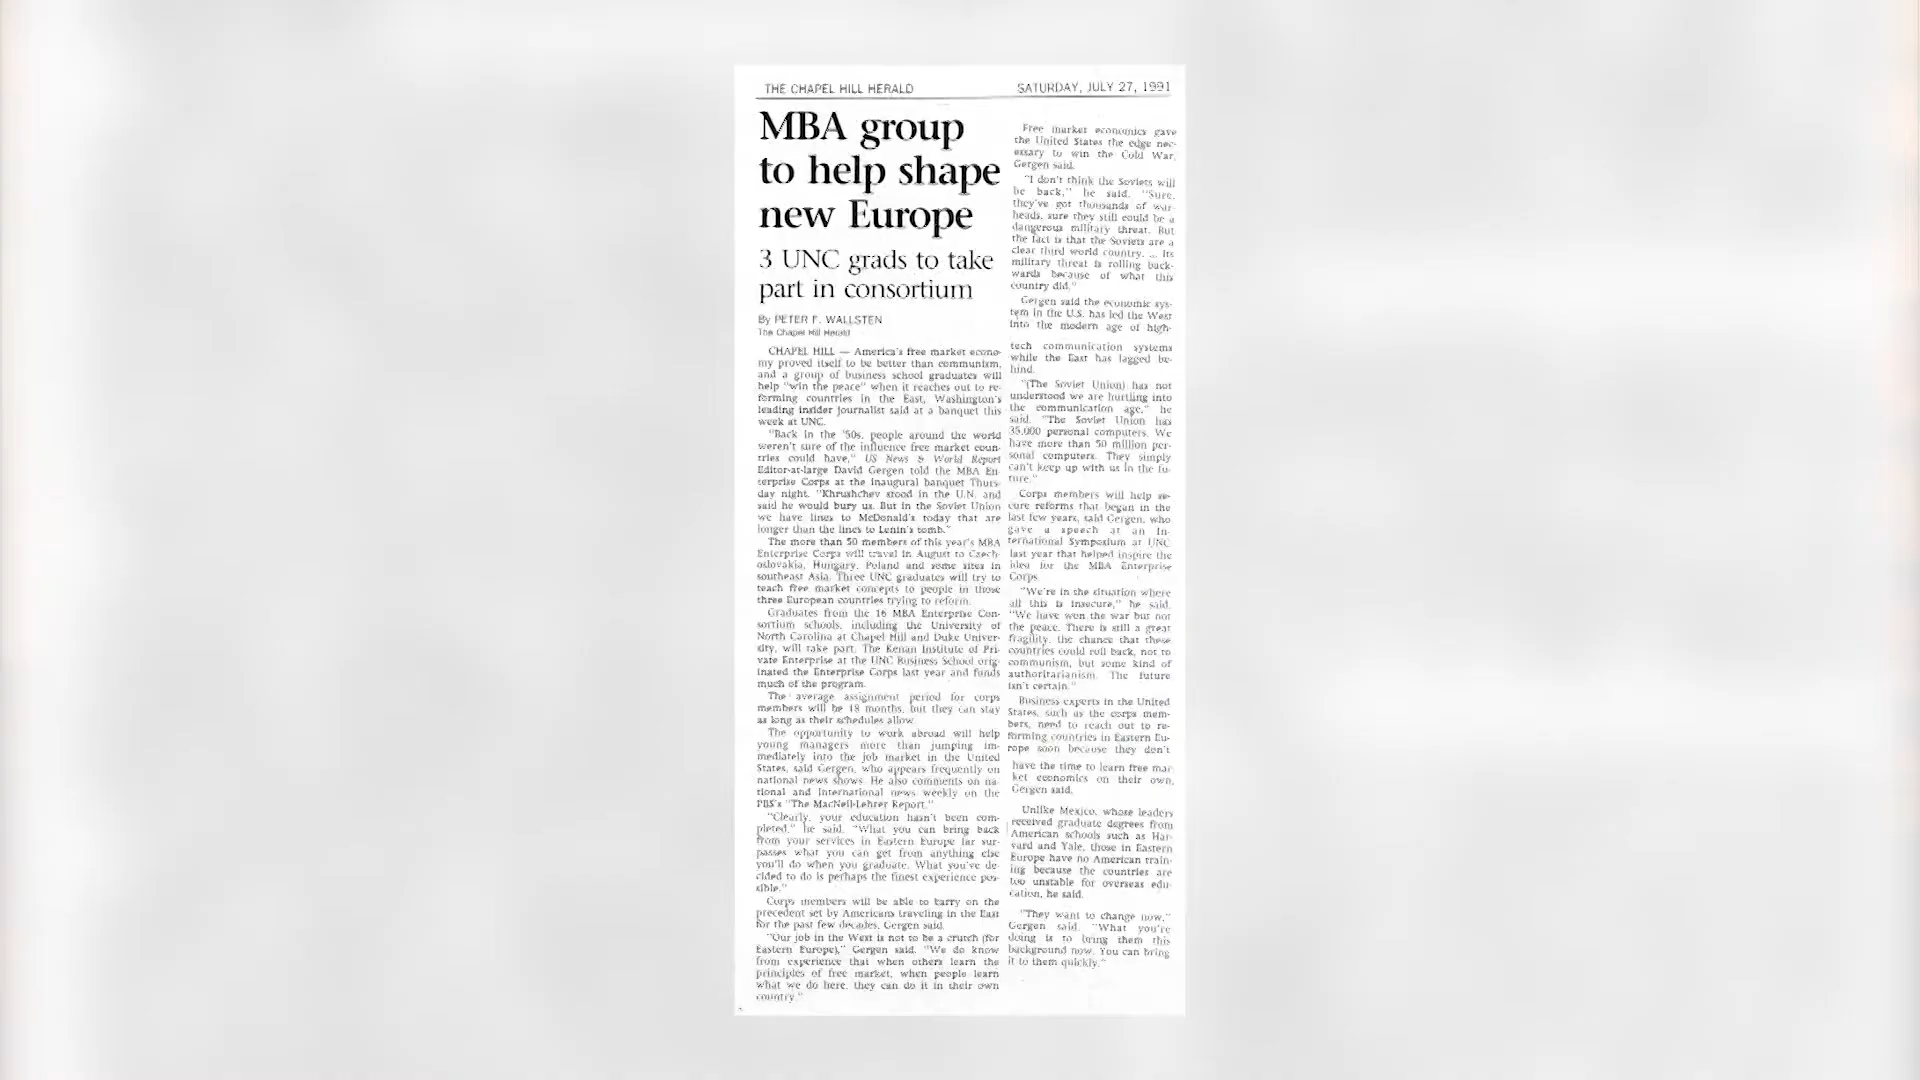 THE CHAPEL HILL HERALD
SATURDAY, JULY 27, 1991
MBA group
to help shape
new Europe
3 UNC grads to take
part in consortium
By PETER F. WALLSTEN
The Chapel Hill Herald
CHAPEL HILL — America's free market econo-
my proved itself to be better than communism,
and a group of business school graduates will
help "win the peace" when it reaches out to re-
forming countries in the East, Washington's
leading insider journalist said at a banquet this
week at UNC.
"Back in the '50s, people around the world
weren't sure of the influence free market coun-
tries could have," US News & World Report
Editor-at-large David Gergen told the MBA En-
terprise Corps at the inaugural banquet Thurs-
day night. "Khrushchev stood in the U.N. and
said he would bury us. But in the Soviet Union
we have lines to McDonald's today that are
longer than the lines to Lenin's tomb."
The more than 50 members of this year's MBA
Enterprise Corps will travel in August to Czech-
oslovakia, Hungary, Poland and some sites in
southeast Asia. Three UNC graduates will try to
teach free market concepts to people in those
three European countries trying to reform.
Graduates from the 16 MBA Enterprise Con-
sortium schools, including the University of
North Carolina at Chapel Hill and Duke Univer-
sity, will take part. The Kenan Institute of Pri-
vate Enterprise at the UNC Business School orig-
inated the Enterprise Corps last year and funds
much of the program.
The average assignment period for corps
members will be 18 months, but they can stay
as long as their schedules allow.
The opportunity to work abroad will help
young managers more than jumping im-
mediately into the job market in the United
States, said Gergen, who appears frequently on
national news shows. He also comments on na-
tional and international news weekly on the
PBS's "The MacNeil-Lehrer Report."
"Clearly, your education hasn't been com-
pleted," he said. "What you can bring back
from your services in Eastern Europe far sur-
passes what you can get from anything else
you'll do when you graduate. What you've de-
cided to do is perhaps the finest experience pos-
sible."
Corps members will be able to carry on the
precedent set by Americans traveling in the East
for the past few decades, Gergen said.
"Our job in the West is not to be a crutch (for
Eastern Europe)," Gergen said. "We do know
from experience that when others learn the
principles of free market, when people learn
what we do here, they can do it in their own
country."
Free market economics gave
the United States the edge nec-
essary to win the Cold War,
Gergen said.
"I don't think the Soviets will
be back," he said. "Sure,
they've got thousands of war-
heads, sure they still could be a
dangerous military threat. But
the fact is that the Soviets are a
clear third world country. ... Its
military threat is rolling back-
wards because of what this
country did."
Gergen said the economic sys-
tem in the U.S. has led the West
into the modern age of high-
tech communication systems
while the East has lagged be-
hind.
"(The Soviet Union) has not
understood we are hurtling into
the communication age," he
said. "The Soviet Union has
35,000 personal computers. We
have more than 50 million per-
sonal computers. They simply
can't keep up with us in the fu-
ture."
Corps members will help se-
cure reforms that began in the
last few years, said Gergen, who
gave a speech at an In-
ternational Symposium at UNC
last year that helped inspire the
idea for the MBA Enterprise
Corps.
"We're in the situation where
all this is insecure," he said.
"We have won the war but not
the peace. There is still a great
fragility, the chance that these
countries could roll back, not to
communism, but some kind of
authoritarianism. The future
isn't certain."
Business experts in the United
States, such as the corps mem-
bers, need to reach out to re-
forming countries in Eastern Eu-
rope soon because they don't
have the time to learn free mar-
ket economics on their own,
Gergen said.
Unlike Mexico, whose leaders
received graduate degrees from
American schools such as Har-
vard and Yale, those in Eastern
Europe have no American train-
ing because the countries are
too unstable for overseas edu-
cation, he said.
"They want to change now,"
Gergen said. "What you're
doing is to bring them this
background now. You can bring
it to them quickly."